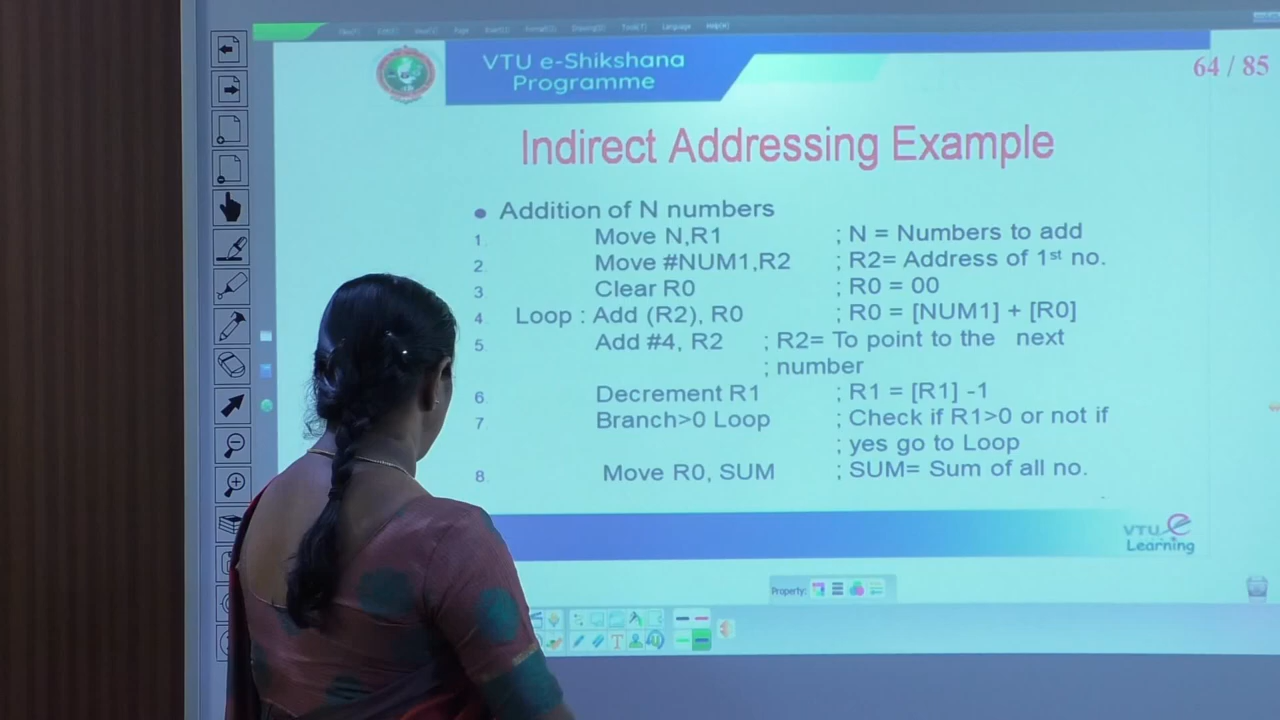 Language
VTU e-Shikshana
Programme
64 / 85
Indirect Addressing Example
• Addition of N numbers
1. Move N,R1 ; N = Numbers to add
2. Move #NUM1,R2 ; R2= Address of 1st no.
3 Clear R0 ; R0 = 00
4 Loop : Add (R2), R0 ; R0 = [NUM1] + [R0]
5. Add #4, R2 ; R2= To point to the next
; number
6. Decrement R1 ; R1 = [R1] -1
7. Branch>0 Loop ; Check if R1>0 or not if
; yes go to Loop
8. Move R0, SUM ; SUM= Sum of all no.
VTU e
Learning
Property: